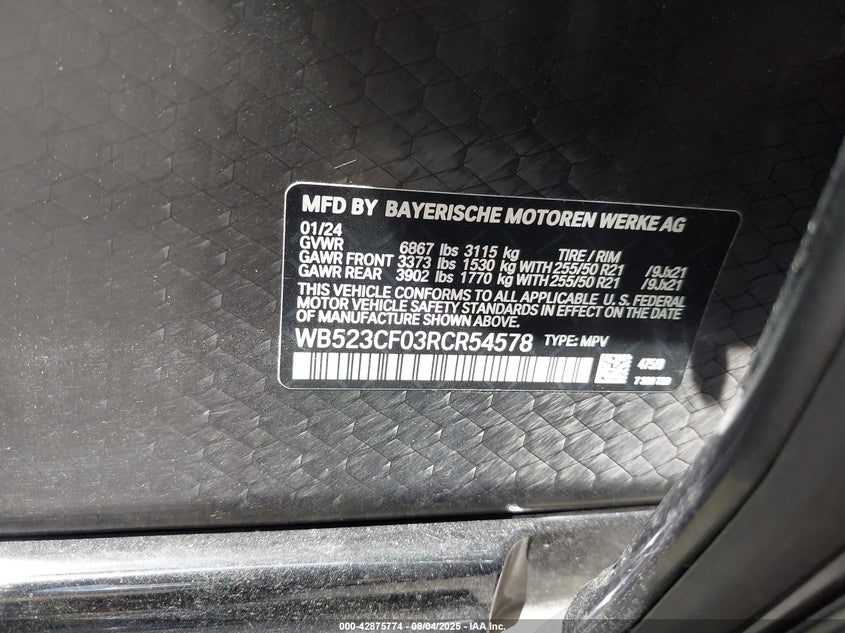 MFD BY BAYERISCHE MOTOREN WERKE AG
01/24
GVWR 6867 lbs 3115 kg TIRE / RIM
GAWR FRONT 3373 lbs 1530 kg WITH 255/50 R21 /9Jx21
GAWR REAR 3902 lbs 1770 kg WITH 255/50 R21 /9Jx21
THIS VEHICLE CONFORMS TO ALL APPLICABLE U. S. FEDERAL
MOTOR VEHICLE SAFETY STANDARDS IN EFFECT ON THE DATE
OF MANUFACTURE SHOWN ABOVE.
WB523CF03RCR54578 TYPE: MPV
000-42875774 - 08/04/2025 - IAA Inc.